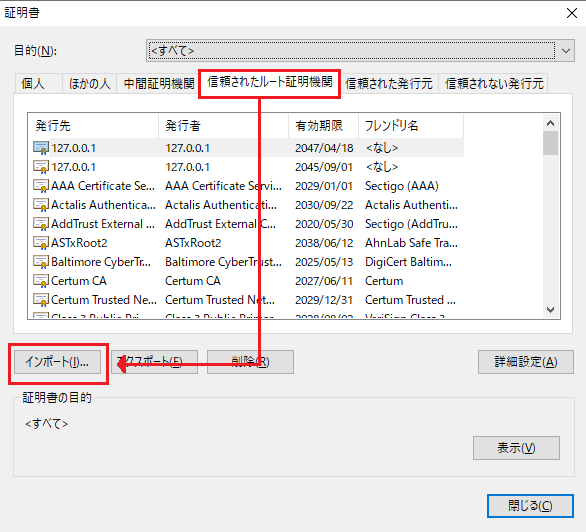 証明書
目的(N): <すべて>
個人 ほかの人 中間証明機関 信頼されたルート証明機関 信頼された発行元 信頼されない発行元
発行先 発行者 有効期限 フレンドリ名
127.0.0.1 127.0.0.1 2047/04/18 <なし>
127.0.0.1 127.0.0.1 2045/09/01 <なし>
AAA Certificate Se... AAA Certificate Servi... 2029/01/01 Sectigo (AAA)
Actalis Authentica... Actalis Authenticati... 2030/09/22 Actalis Authenti...
AddTrust External ... AddTrust External C... 2020/05/30 Sectigo (AddTru...
ASTxRoot2 ASTxRoot2 2038/06/12 AhnLab Safe Tra...
Baltimore CyberTr... Baltimore CyberTrust... 2025/05/13 DigiCert Baltim...
Certum CA Certum CA 2027/06/11 Certum
Certum Trusted Ne... Certum Trusted Net... 2029/12/31 Certum Trusted ...
インポート(I)... エクスポート(E) 削除(R) 詳細設定(A)
証明書の目的
<すべて>
表示(V)
閉じる(C)